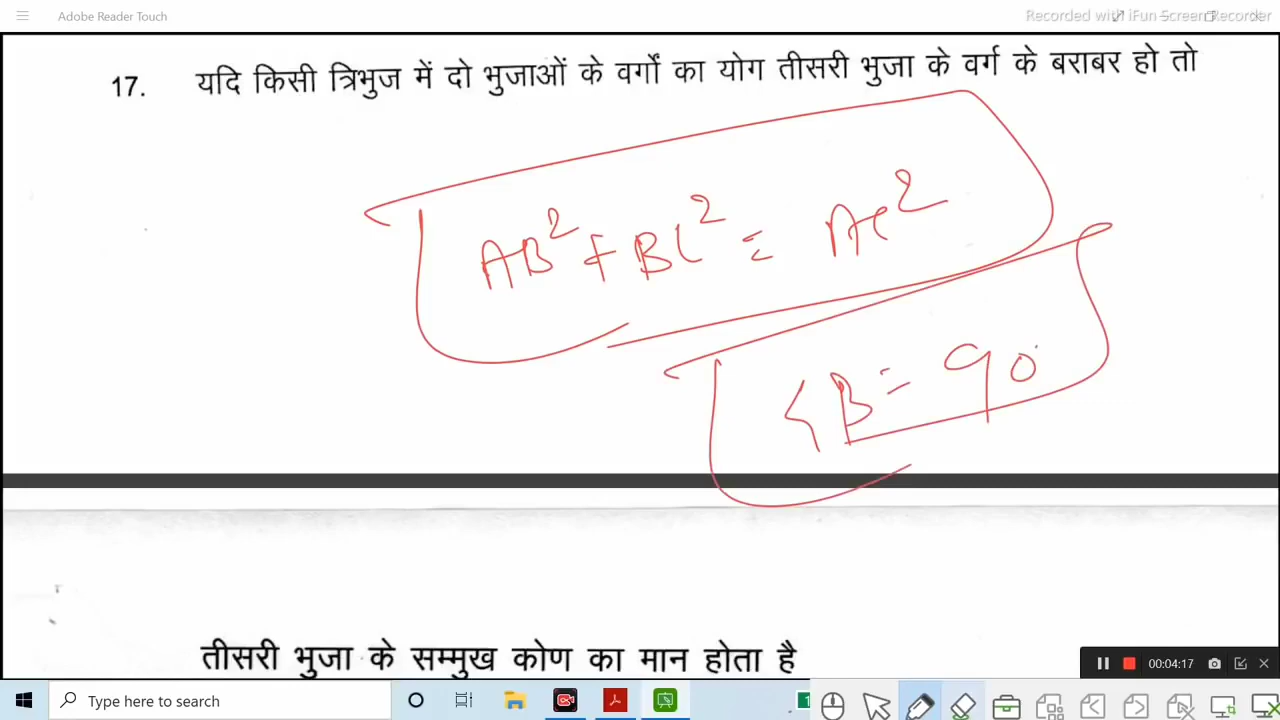 Adobe Reader Touch
Recorded with iFun Screen Recorder
17. यदि किसी त्रिभुज में दो भुजाओं के वर्गों का योग तीसरी भुजा के वर्ग के बराबर हो तो
AB² + BC² = AC²
∠B = 90
तीसरी भुजा के सम्मुख कोण का मान होता है
00:04:17
Type here to search